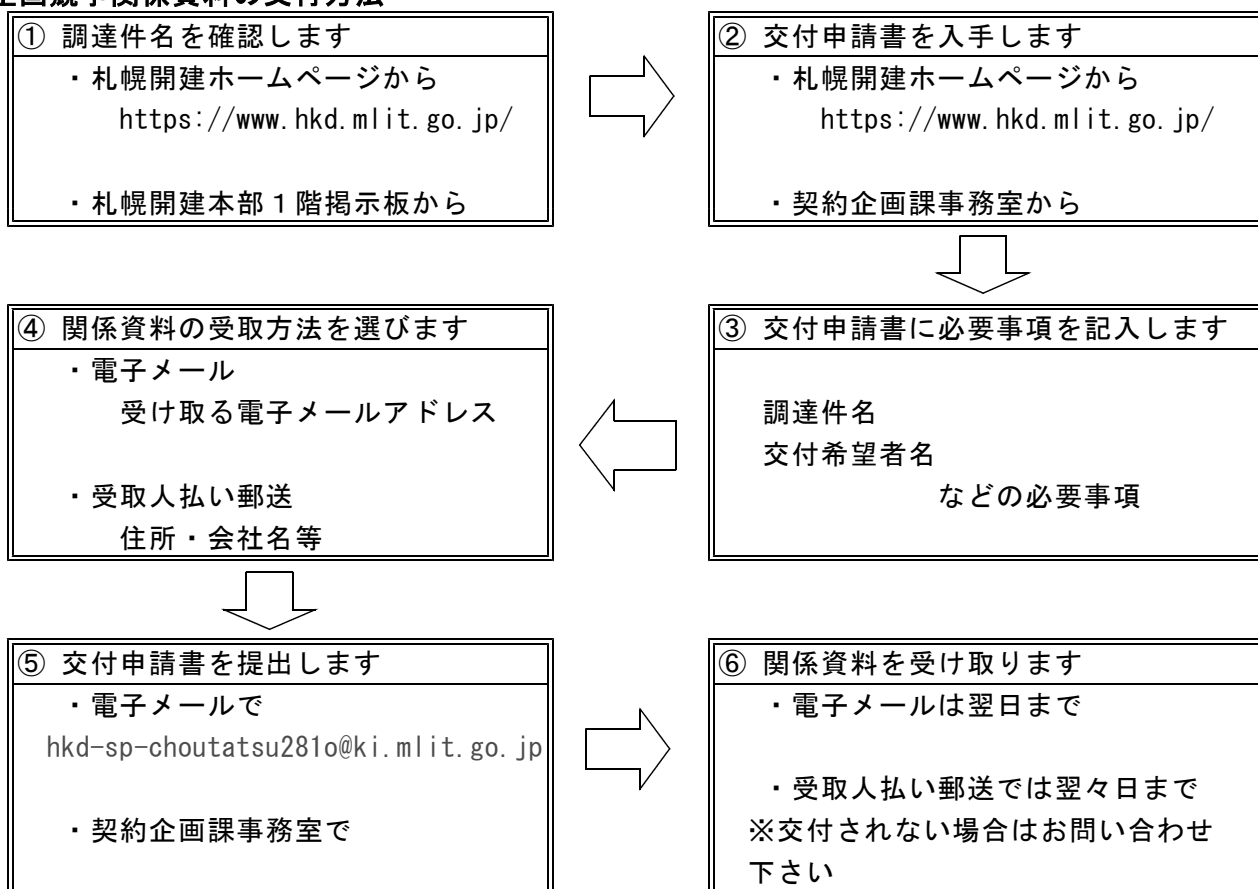 企画競争関係資料の交付方法
① 調達件名を確認します
・札幌開建ホームページから
https://www.hkd.mlit.go.jp/
・札幌開建本部１階掲示板から
② 交付申請書を入手します
・札幌開建ホームページから
https://www.hkd.mlit.go.jp/
・契約企画課事務室から
③ 交付申請書に必要事項を記入します
調達件名
交付希望者名
などの必要事項
④ 関係資料の受取方法を選びます
・電子メール
受け取る電子メールアドレス
・受取人払い郵送
住所・会社名等
⑤ 交付申請書を提出します
・電子メールで
hkd-sp-choutatsu281o@ki.mlit.go.jp
・契約企画課事務室で
⑥ 関係資料を受け取ります
・電子メールは翌日まで
・受取人払い郵送では翌々日まで
※交付されない場合はお問い合わせ
下さい